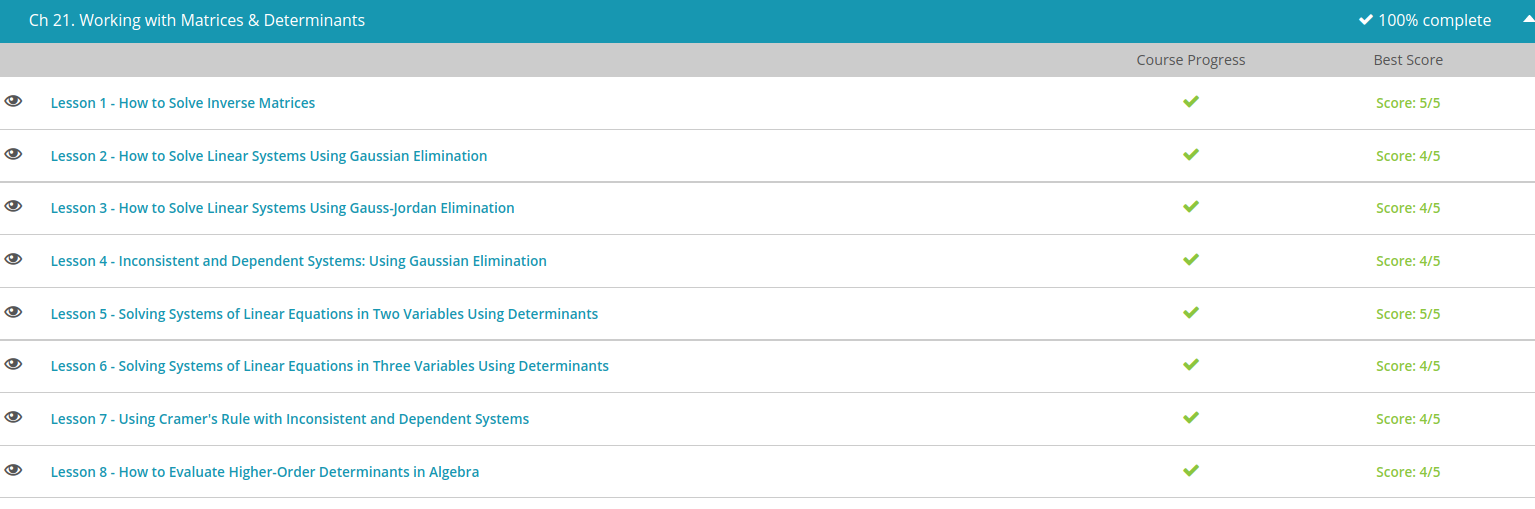 Ch 21. Working with Matrices & Determinants 100% complete
Course Progress Best Score
Lesson 1 - How to Solve Inverse Matrices Score: 5/5
Lesson 2 - How to Solve Linear Systems Using Gaussian Elimination Score: 4/5
Lesson 3 - How to Solve Linear Systems Using Gauss-Jordan Elimination Score: 4/5
Lesson 4 - Inconsistent and Dependent Systems: Using Gaussian Elimination Score: 4/5
Lesson 5 - Solving Systems of Linear Equations in Two Variables Using Determinants Score: 5/5
Lesson 6 - Solving Systems of Linear Equations in Three Variables Using Determinants Score: 4/5
Lesson 7 - Using Cramer's Rule with Inconsistent and Dependent Systems Score: 4/5
Lesson 8 - How to Evaluate Higher-Order Determinants in Algebra Score: 4/5